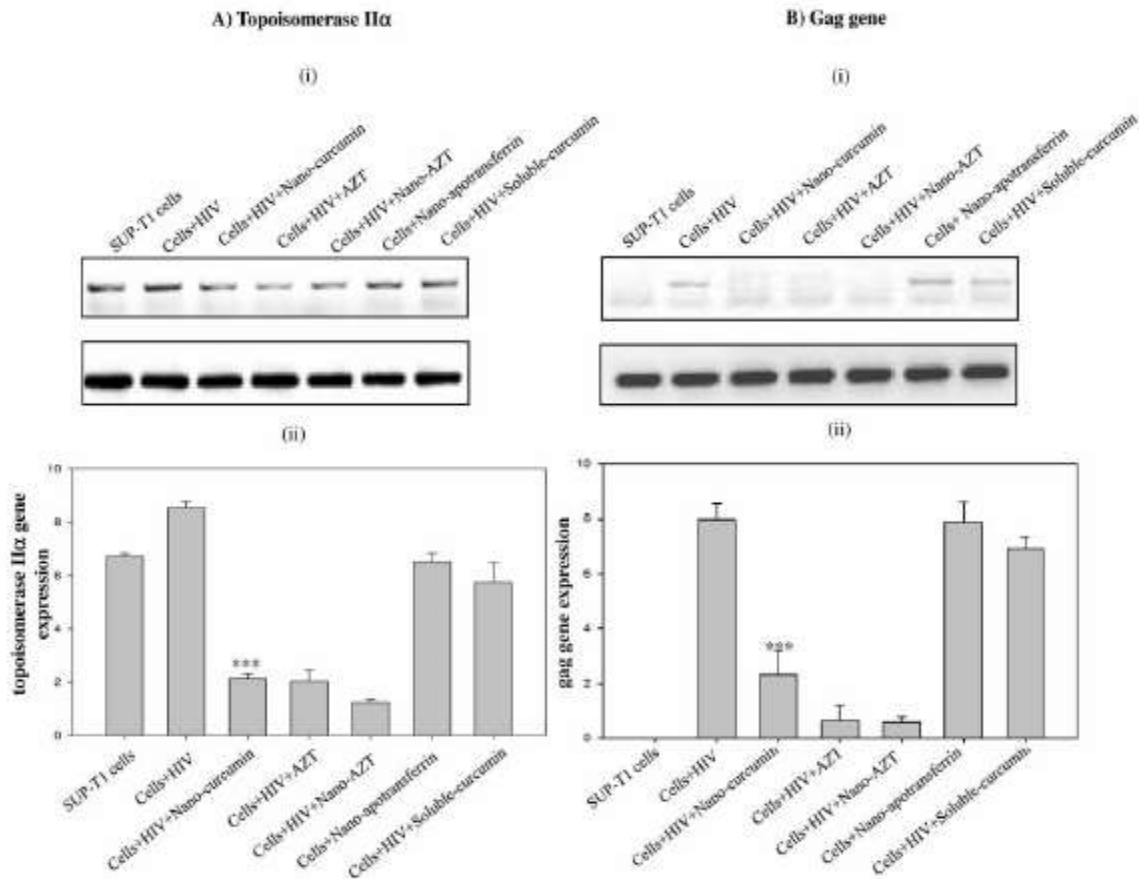 A) Topoisomerase IIα
(i)
SUP-T1 cells
Cells+HIV
Cells+HIV+Nano-curcumin
Cells+HIV+AZT
Cells+HIV+Nano-AZT
Cells+Nano-apotransferrin
Cells+HIV+Soluble-curcumin
(ii)
topoisomerase IIα gene
expression
10
8
6
4
2
0
***
SUP-T1 cells
Cells+HIV
Cells+HIV+Nano-curcumin
Cells+HIV+AZT
Cells+HIV+Nano-AZT
Cells+Nano-apotransferrin
Cells+HIV+Soluble-curcumin
B) Gag gene
(i)
SUP-T1 cells
Cells+HIV
Cells+HIV+Nano-curcumin
Cells+HIV+AZT
Cells+HIV+Nano-AZT
Cells+ Nano-apotransferrin
Cells+HIV+Soluble-curcumin
(ii)
gag gene expression
10
8
6
4
2
0
***
SUP-T1 cells
Cells+HIV
Cells+HIV+Nano-curcumin
Cells+HIV+AZT
Cells+HIV+Nano-AZT
Cells+Nano-apotransferrin
Cells+HIV+Soluble-curcumin